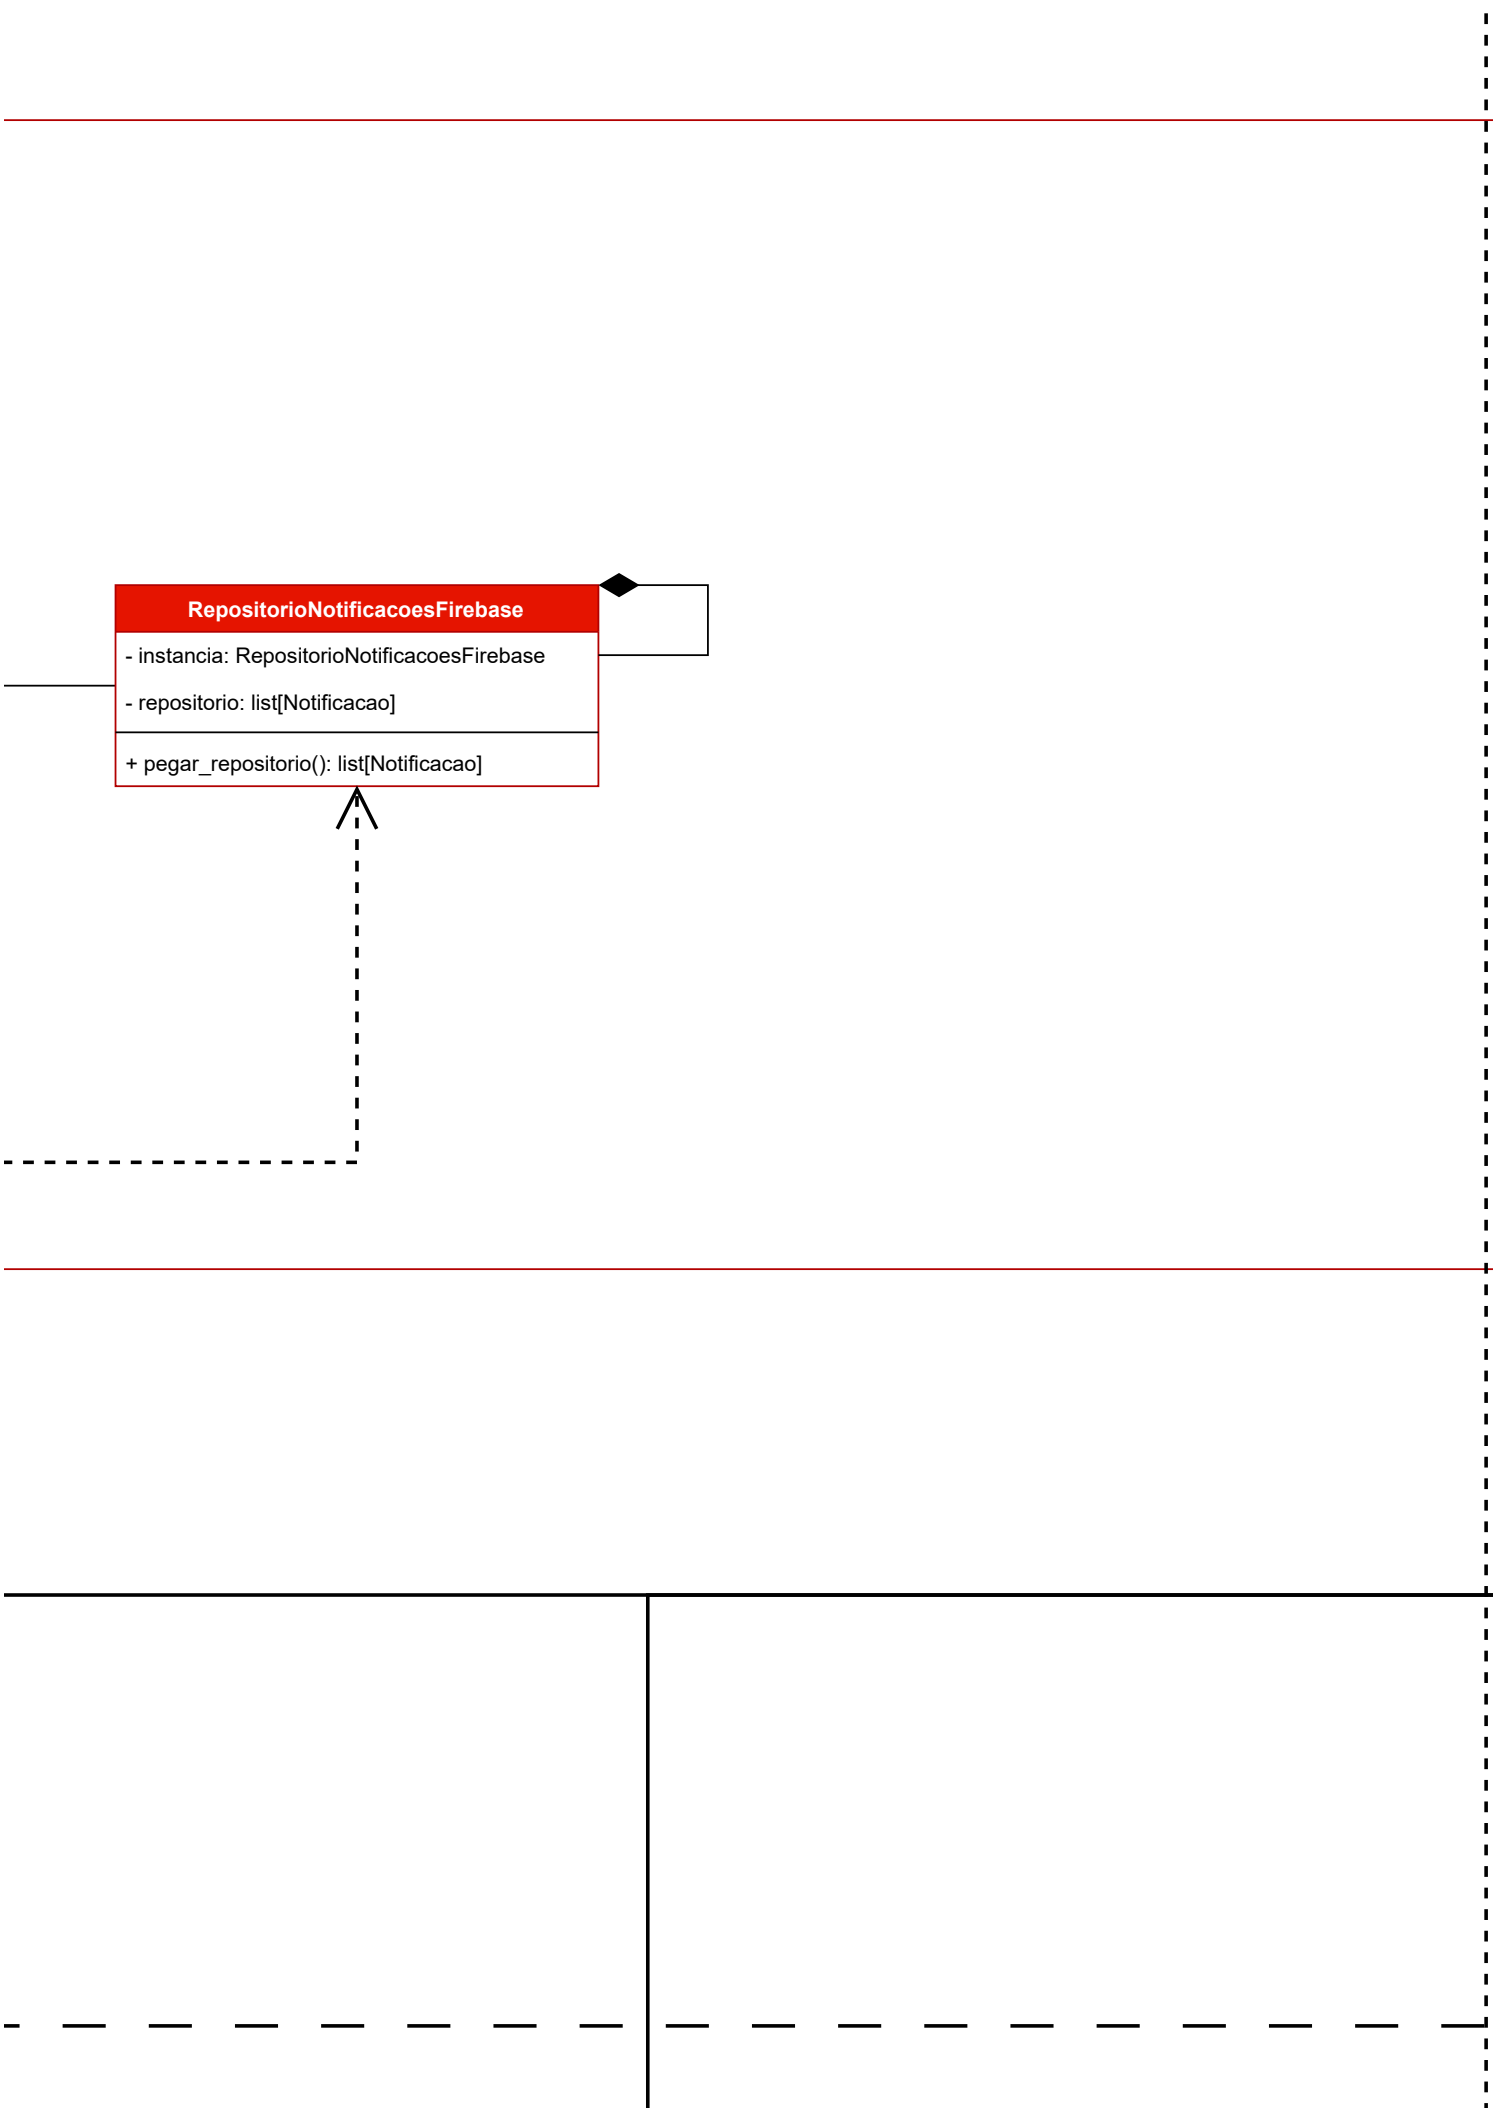 RepositorioNotificacoesFirebase
- instancia: RepositorioNotificacoesFirebase
- repositorio: list[Notificacao]
+ pegar_repositorio(): list[Notificacao]